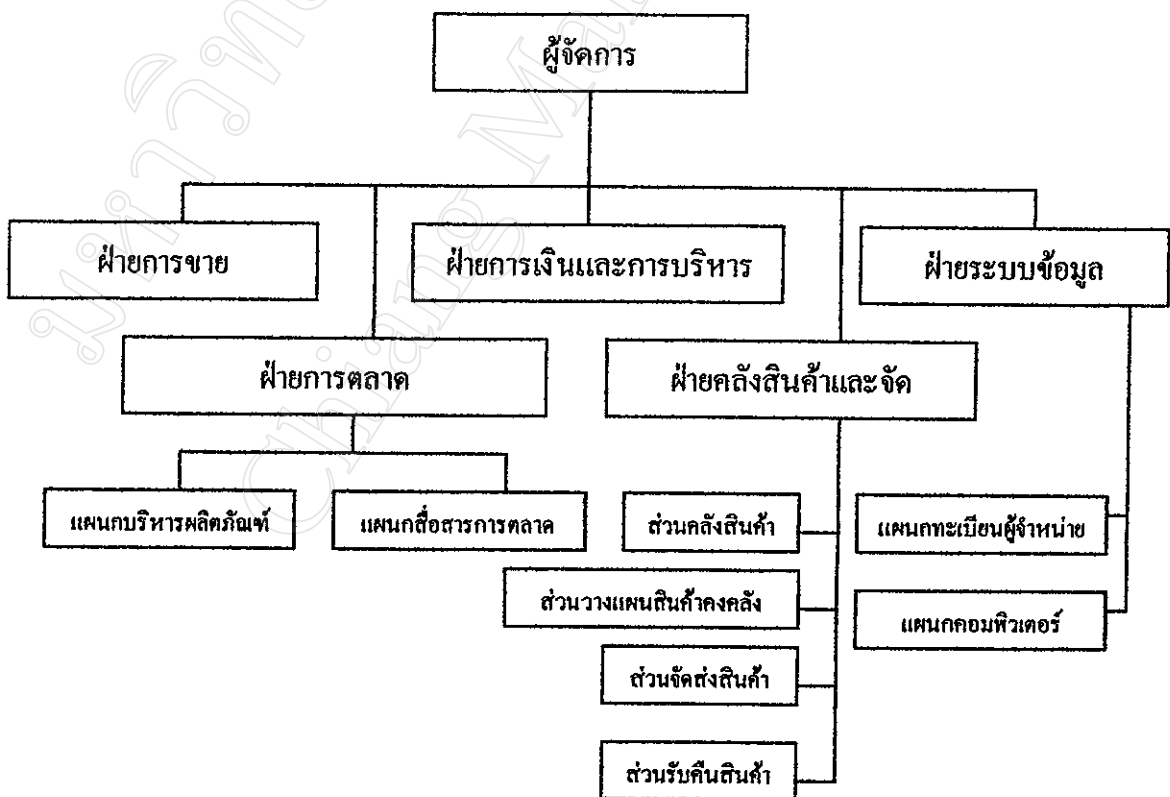 ผู้จัดการ
ฝ่ายการขาย
ฝ่ายการเงินและการบริหาร
ฝ่ายระบบข้อมูล
ฝ่ายการตลาด
ฝ่ายคลังสินค้าและจัด
แผนกบริหารผลิตภัณฑ์
แผนกสื่อสารการตลาด
ส่วนคลังสินค้า
แผนกทะเบียนผู้จำหน่าย
ส่วนวางแผนสินค้าคงคลัง
แผนกคอมพิวเตอร์
ส่วนจัดส่งสินค้า
ส่วนรับคืนสินค้า
Chiang Mai